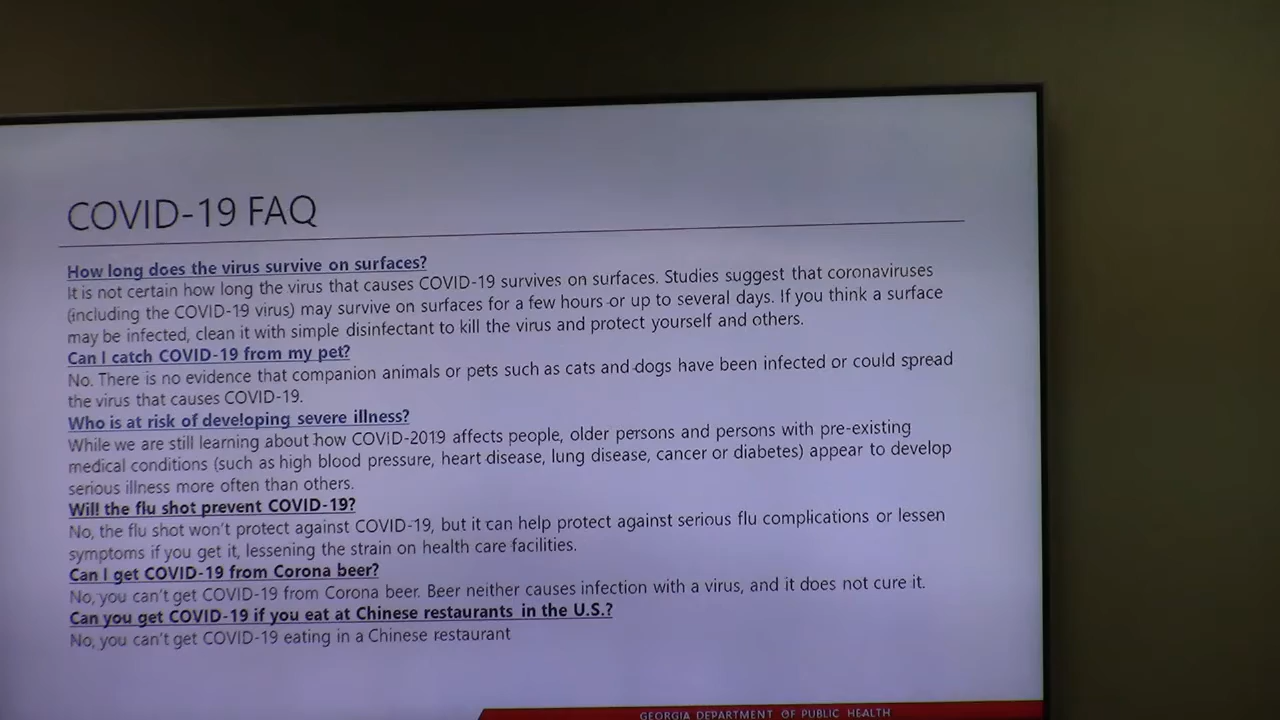 COVID-19 FAQ
How long does the virus survive on surfaces?
It is not certain how long the virus that causes COVID-19 survives on surfaces. Studies suggest that coronaviruses
(including the COVID-19 virus) may survive on surfaces for a few hours or up to several days. If you think a surface
may be infected, clean it with simple disinfectant to kill the virus and protect yourself and others.
Can I catch COVID-19 from my pet?
No. There is no evidence that companion animals or pets such as cats and dogs have been infected or could spread
the virus that causes COVID-19.
Who is at risk of developing severe illness?
While we are still learning about how COVID-2019 affects people, older persons and persons with pre-existing
medical conditions (such as high blood pressure, heart disease, lung disease, cancer or diabetes) appear to develop
serious illness more often than others.
Will the flu shot prevent COVID-19?
No, the flu shot won't protect against COVID-19, but it can help protect against serious flu complications or lessen
symptoms if you get it, lessening the strain on health care facilities.
Can I get COVID-19 from Corona beer?
No, you can't get COVID-19 from Corona beer. Beer neither causes infection with a virus, and it does not cure it.
Can you get COVID-19 if you eat at Chinese restaurants in the U.S.?
No, you can't get COVID-19 eating in a Chinese restaurant
GEORGIA DEPARTMENT OF PUBLIC HEALTH